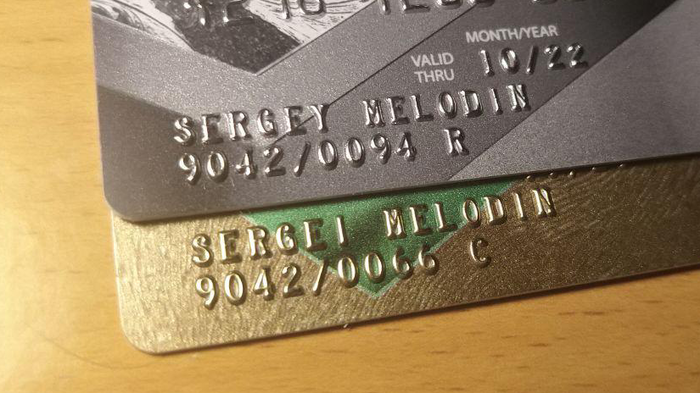 MONTH/YEAR
VALID
THRU
10/22
SERGEY MELODIN
9042/0094 R
SERGEI MELODIN
9042/0066 C